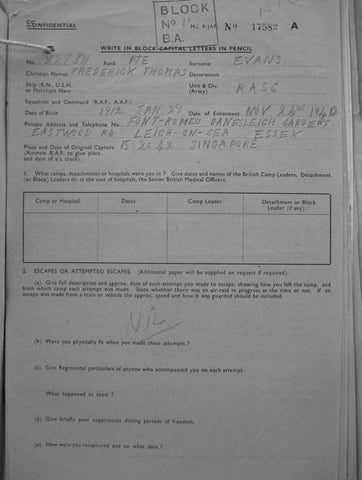 CONFIDENTIAL
BLOCK
No 11
B.A.
M.I. 9/JAP/ No 17582 A
WRITE IN BLOCK CAPITAL LETTERS IN PENCIL
No. Rank PTE Surname EVANS
Christian Names FREDERICK THOMAS Decorations
Ship (R.N., U.S.N. or Merchant Navy) Unit & Div. (Army) RASC
Squadron and Command (R.A.F., A.A.F.)
Date of Birth 1912 JAN 29 Date of Enlistment NOV 1940
Private Address and Telephone No. FONT-ROMEO DANESLEIGH GARDENS
EASTWOOD RD LEIGH-ON-SEA ESSEX
Place and Date of Original Capture 15-2-42 SINGAPORE
(Aircrew R.A.F. to give place
and date of a/c crash).
1. What camps, detachments or hospitals were you in ? Give dates and names of the British Camp Leaders, Detachment
(or Block) Leaders or, in the case of hospitals, the Senior British Medical Officers.
Camp or Hospital. Dates. Camp Leader. Detachment or Block Leader (if any).
2. ESCAPES OR ATTEMPTED ESCAPES. (Additional paper will be supplied on request if required).
(a) Give full description and approx. date of each attempt you made to escape, showing how you left the camp, and
from which camp each attempt was made. State whether there was an air-raid in progress at the time or not. If an
escape was made from a train or vehicle the approx. speed and how it was guarded should be included.
NIL
(b) Were you physically fit when you made these attempts ?
(c) Give Regimental particulars of anyone who accompanied you on each attempt.
What happened to them ?
(d) Give briefly your experiences during periods of freedom.
(e) How were you recaptured and on what date ?